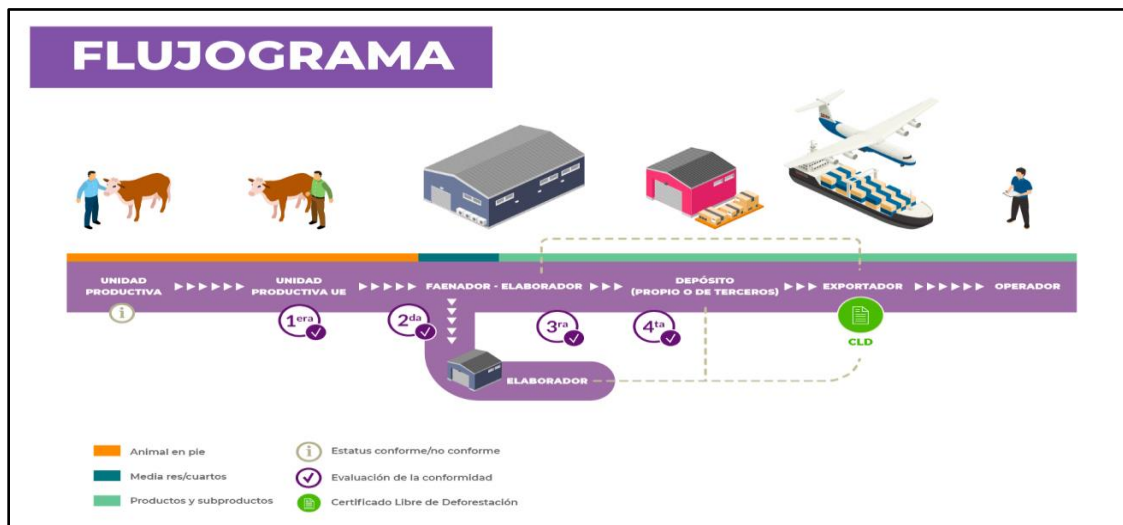 FLUJOGRAMA
UNIDAD
PRODUCTIVA
UNIDAD
PRODUCTIVA UE
FAENADOR - ELABORADOR
DEPÓSITO
(PROPIO O DE TERCEROS)
EXPORTADOR
OPERADOR
1era
2da
3ra
4ta
CLD
ELABORADOR
Animal en pie
Estatus conforme/no conforme
Media res/cuartos
Evaluación de la conformidad
Productos y subproductos
Certificado Libre de Deforestación